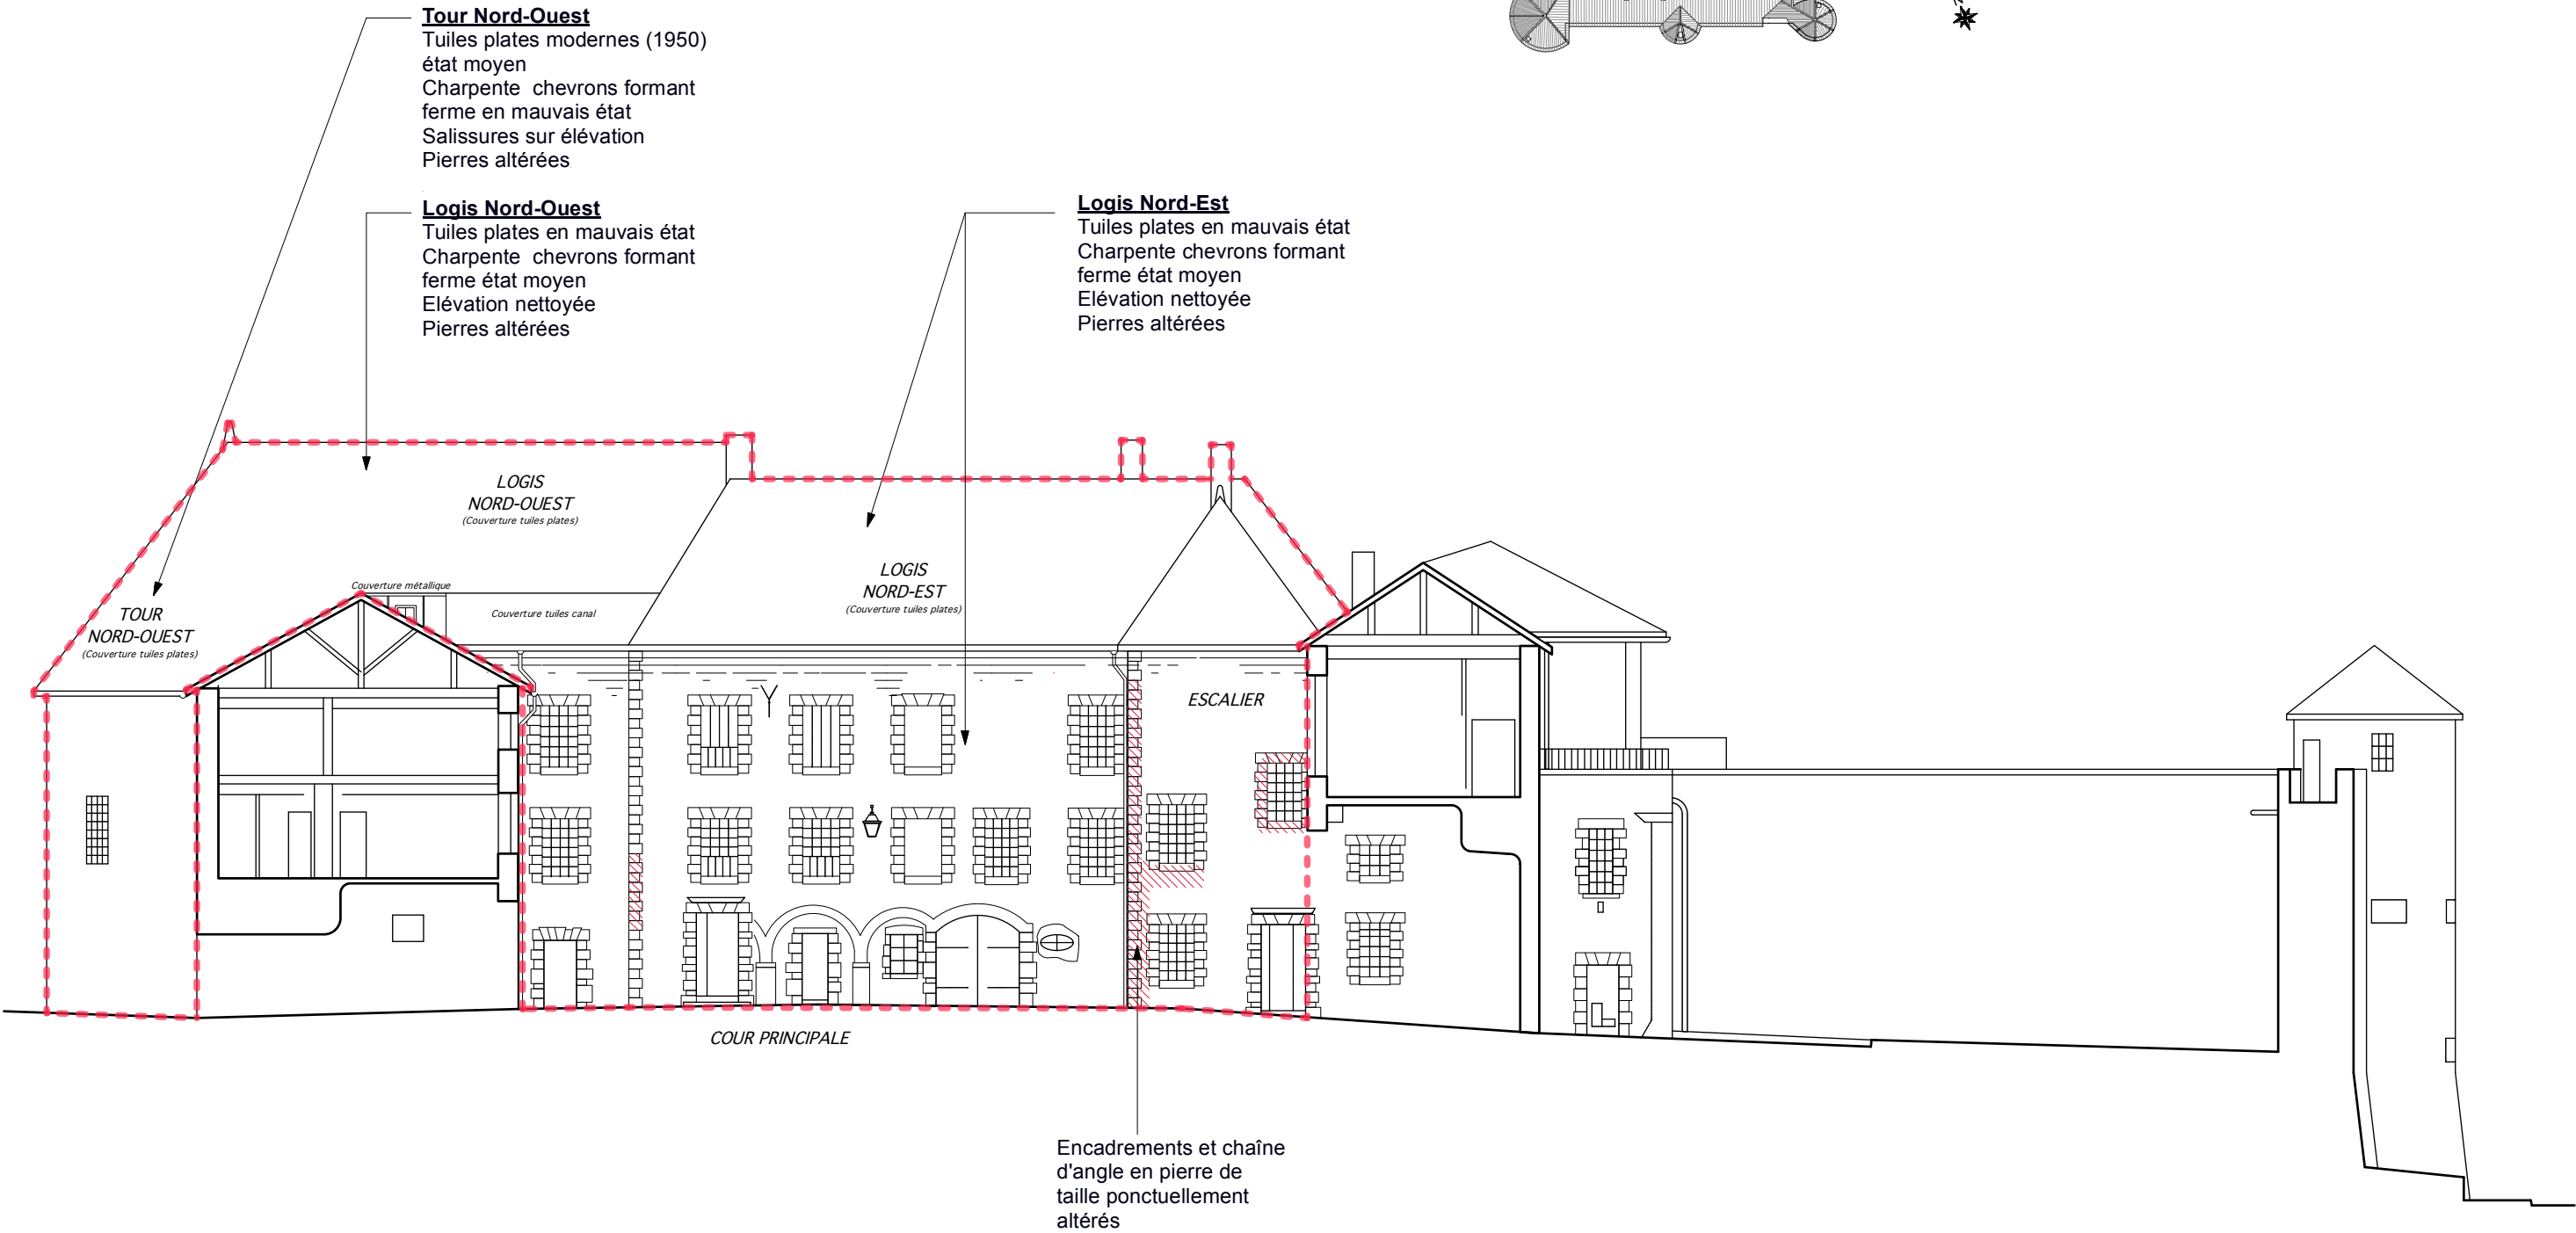 Tour Nord-Ouest
Tuiles plates modernes (1950)
état moyen
Charpente  chevrons formant
ferme en mauvais état
Salissures sur élévation
Pierres altérées
Logis Nord-Ouest
Tuiles plates en mauvais état
Charpente  chevrons formant
ferme état moyen
Elévation nettoyée
Pierres altérées
Logis Nord-Est
Tuiles plates en mauvais état
Charpente chevrons formant
ferme état moyen
Elévation nettoyée
Pierres altérées
LOGIS
NORD-OUEST
(Couverture tuiles plates)
LOGIS
NORD-EST
(Couverture tuiles plates)
Couverture métallique
Couverture tuiles canal
TOUR
NORD-OUEST
(Couverture tuiles plates)
ESCALIER
COUR PRINCIPALE
Encadrements et chaîne
d'angle en pierre de
taille ponctuellement
altérés